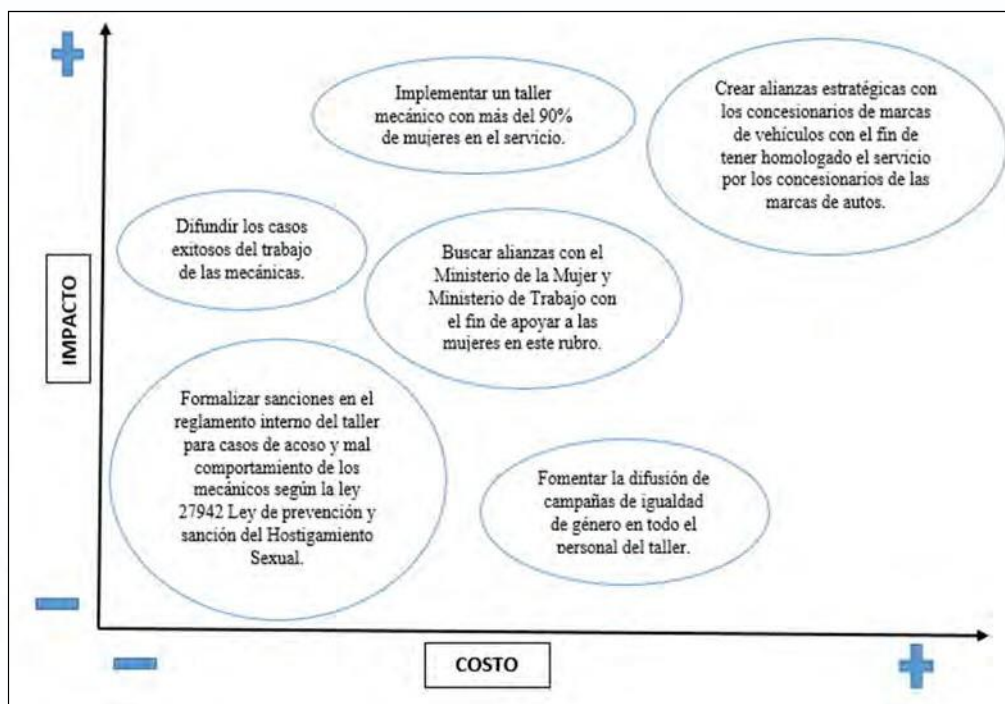 Implementar un taller
mecánico con más del 90%
de mujeres en el servicio.
Crear alianzas estratégicas con
los concesionarios de marcas
de vehículos con el fin de
tener homologado el servicio
por los concesionarios de las
marcas de autos.
Difundir los casos
exitosos del trabajo
de las mecánicas.
Buscar alianzas con el
Ministerio de la Mujer y
Ministerio de Trabajo con
el fin de apoyar a las
mujeres en este rubro.
IMPACTO
Formalizar sanciones en el
reglamento interno del taller
para casos de acoso y mal
comportamiento de los
mecánicos según la ley
27942 Ley de prevención y
sanción del Hostigamiento
Sexual.
Fomentar la difusión de
campañas de igualdad
de género en todo el
personal del taller.
COSTO